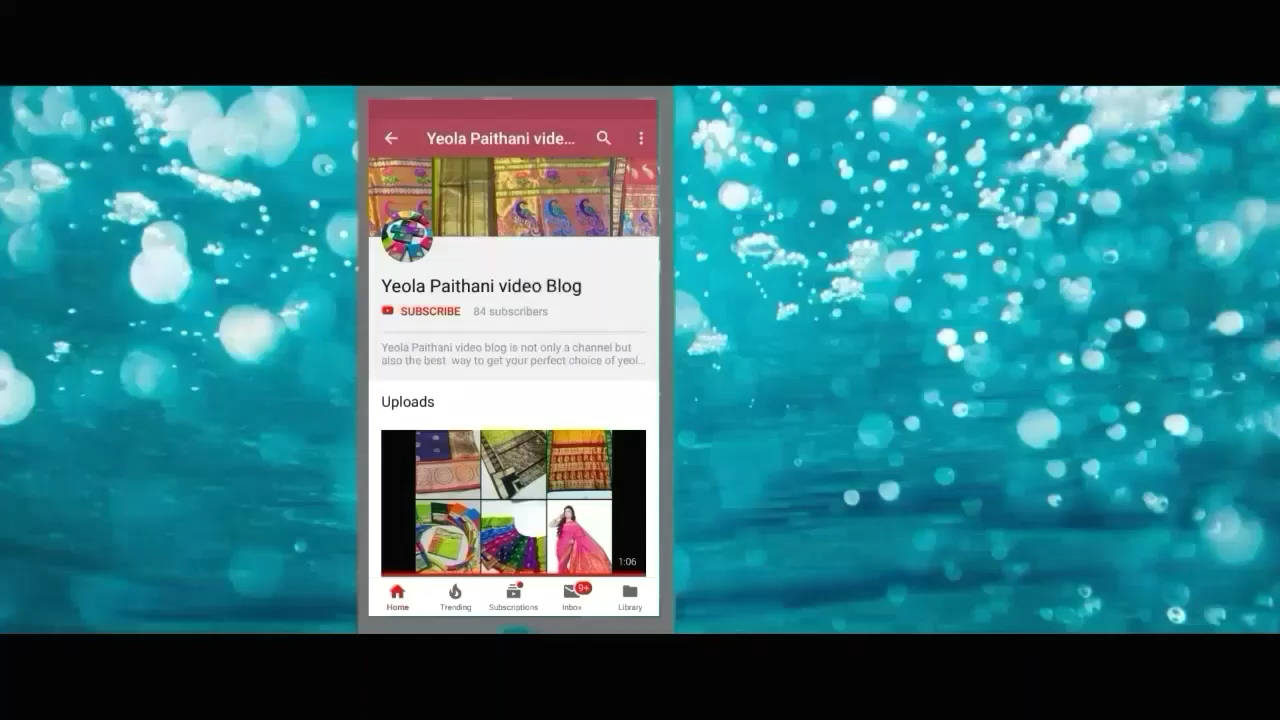 Yeola Paithani vide...
Yeola Paithani video Blog
SUBSCRIBE 84 subscribers
Yeola Paithani video blog is not only a channel but
also the best way to get your perfect choice of yeol...
Uploads
1:06
9+
Home Trending Subscriptions Inbox Library